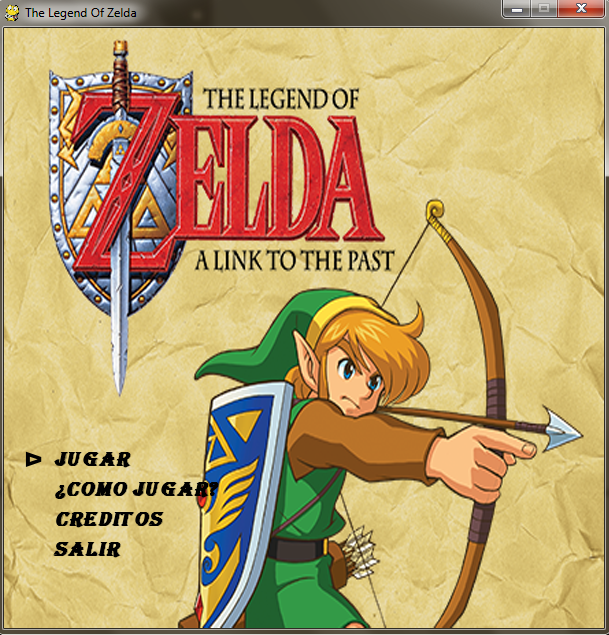 The Legend Of Zelda
THE LEGEND OF
ZELDA
A LINK TO THE PAST
JUGAR
¿COMO JUGAR?
CREDITOS
SALIR